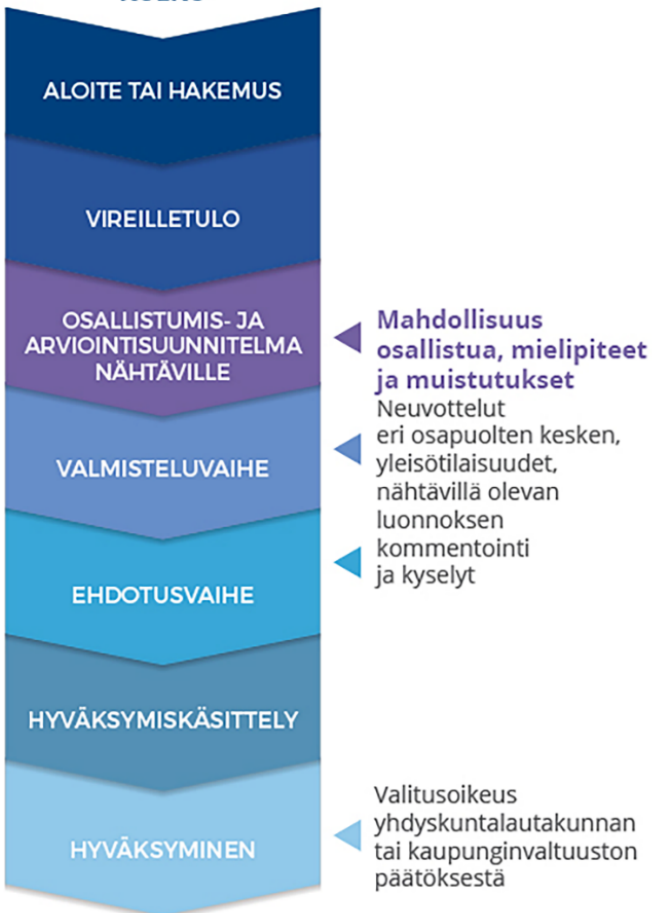 ALOITE TAI HAKEMUS
VIREILLETULO
OSALLISTUMIS- JA
ARVIOINTISUUNNITELMA
NÄHTÄVILLE
Mahdollisuus
osallistua, mielipiteet
ja muistutukset
VALMISTELUVAIHE
Neuvottelut
eri osapuolten kesken,
yleisötilaisuudet,
nähtävillä olevan
luonnoksen
kommentointi
ja kyselyt
EHDOTUSVAIHE
HYVÄKSYMISKÄSITTELY
HYVÄKSYMINEN
Valitusoikeus
yhdyskuntalautakunnan
tai kaupunginvaltuuston
päätöksestä